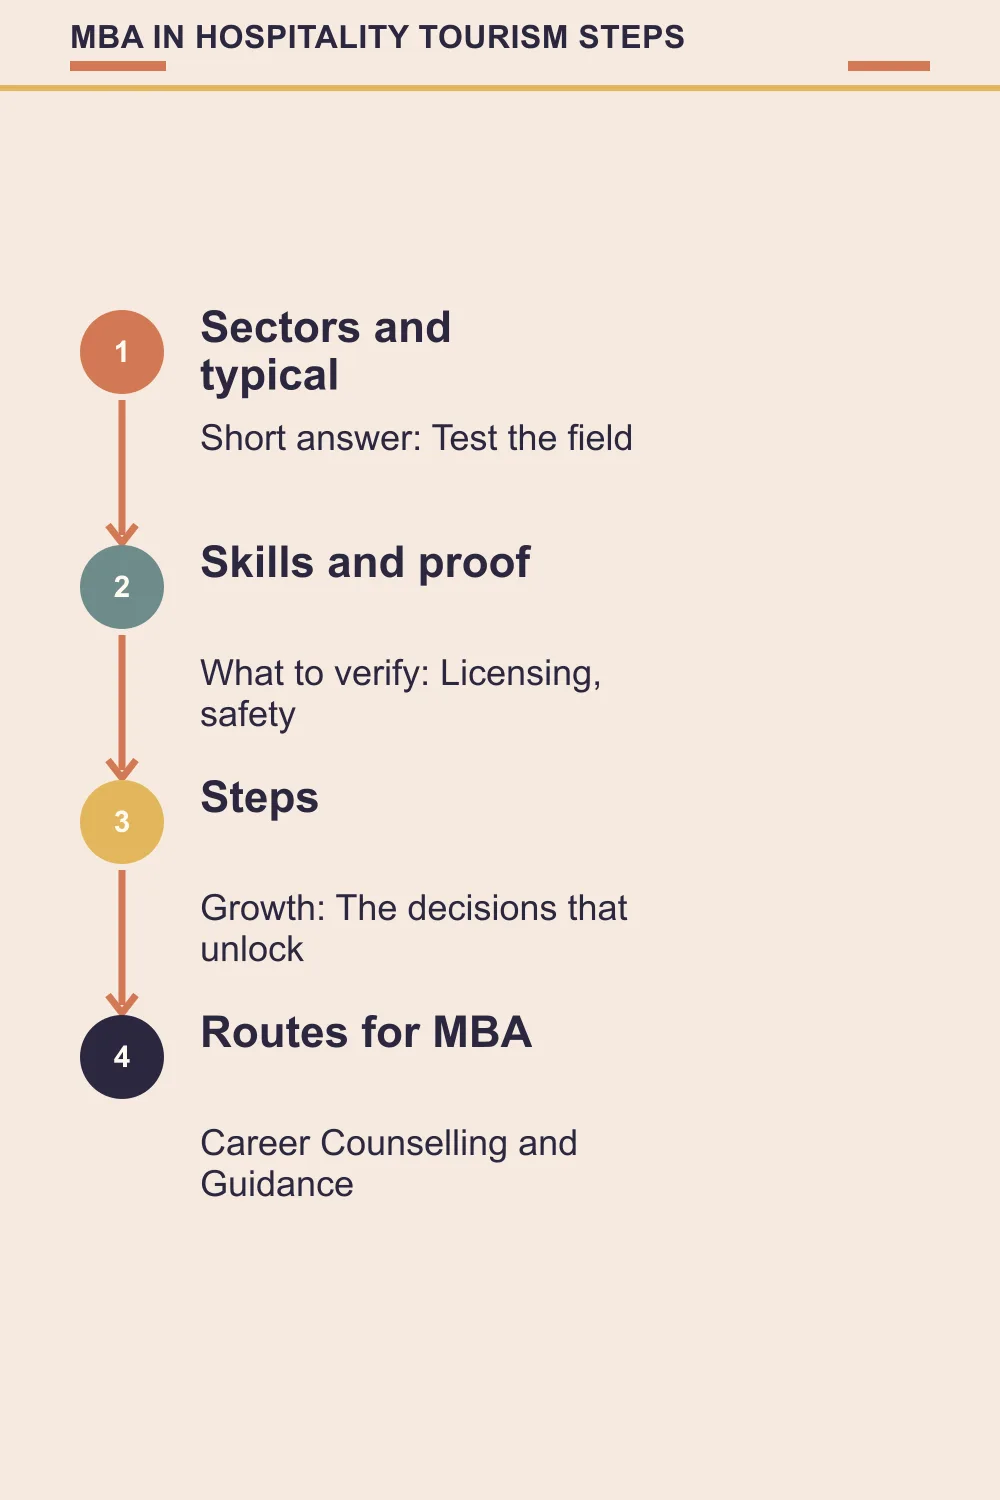 MBA IN HOSPITALITY TOURISM STEPS
1
Sectors and
typical
Short answer: Test the field
2
Skills and proof
What to verify: Licensing,
safety
3
Steps
Growth: The decisions that
unlock
4
Routes for MBA
Career Counselling and
Guidance